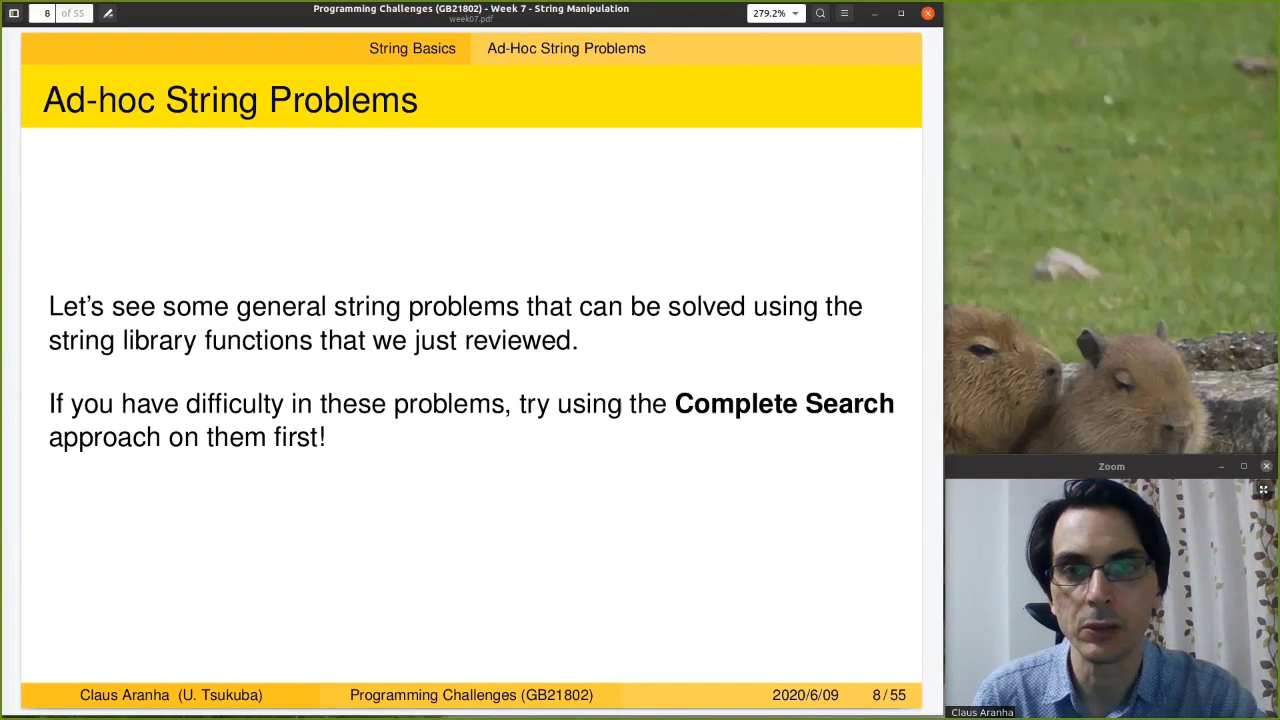 8 of 55
Programming Challenges (GB21802) - Week 7 - String Manipulation
week07.pdf
279.2%
String Basics Ad-Hoc String Problems
Ad-hoc String Problems
Let's see some general string problems that can be solved using the
string library functions that we just reviewed.
If you have difficulty in these problems, try using the Complete Search
approach on them first!
Claus Aranha (U. Tsukuba) Programming Challenges (GB21802) 2020/6/09 8 / 55
Zoom
Claus Aranha